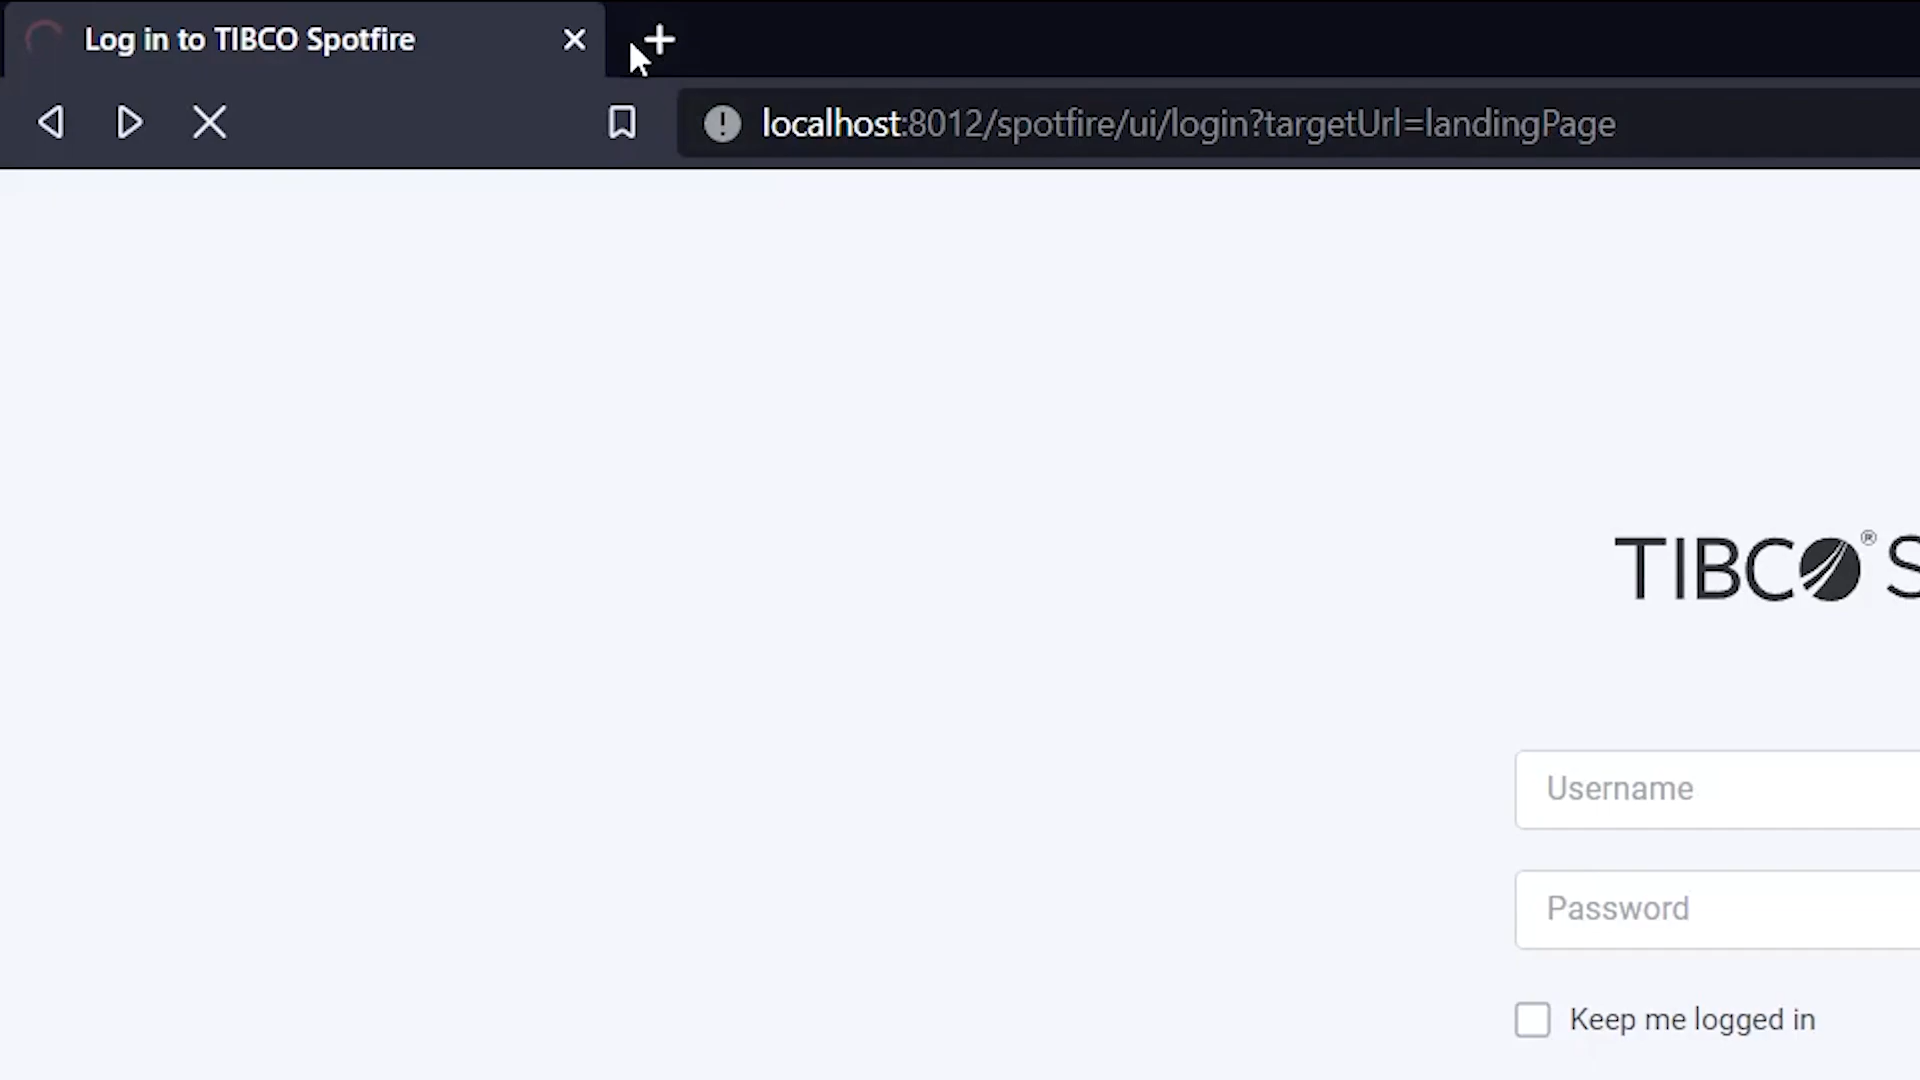 Log in to TIBCO Spotfire
localhost:8012/spotfire/ui/login?targetUrl=landingPage
TIBCO® S
Username
Password
Keep me logged in